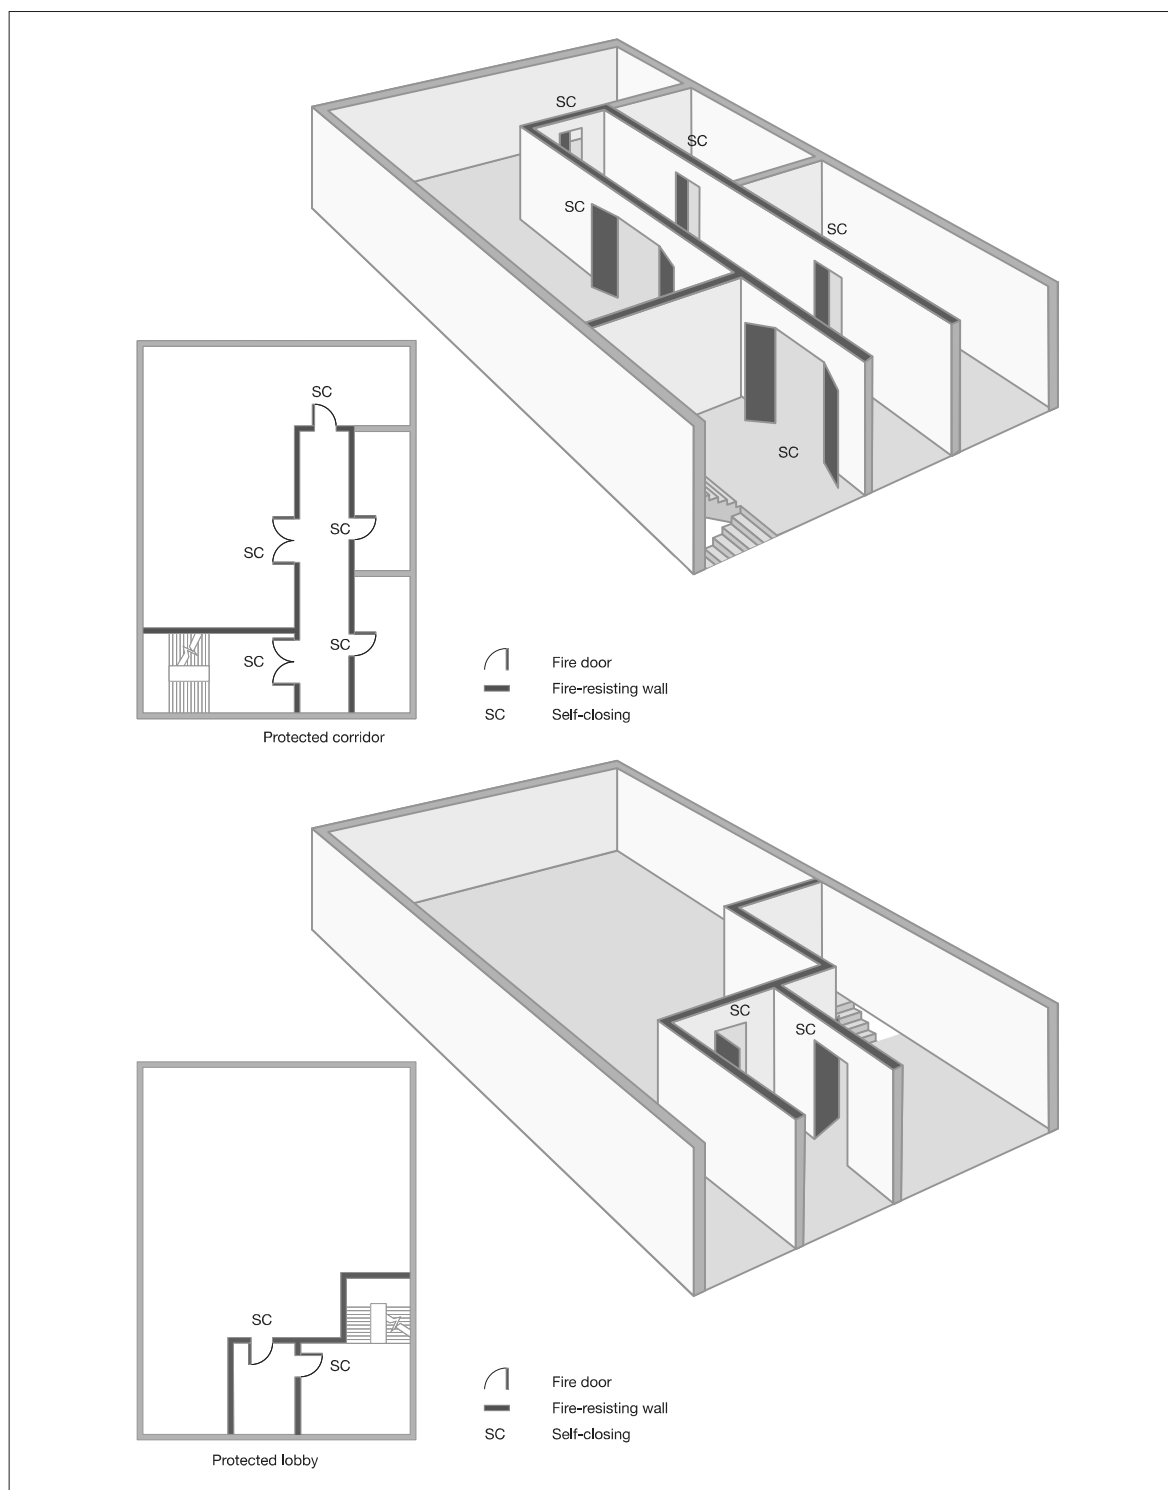 SC
SC
SC
SC
SC
SC
SC
SC
SC
SC
Fire door
Fire-resisting wall
SC Self-closing
Protected corridor
SC
SC
SC
SC
Fire door
Fire-resisting wall
SC Self-closing
Protected lobby